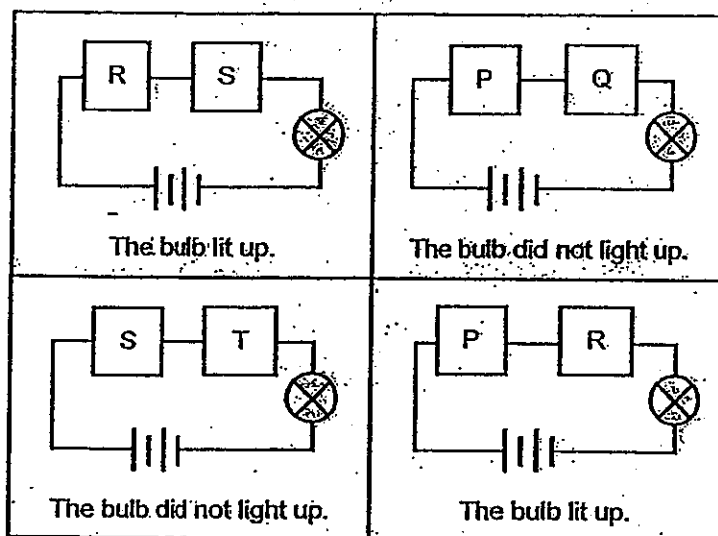 R S
The bulb lit up.
P Q
The bulb did not light up.
S T
The bulb did not light up.
P R
The bulb lit up.